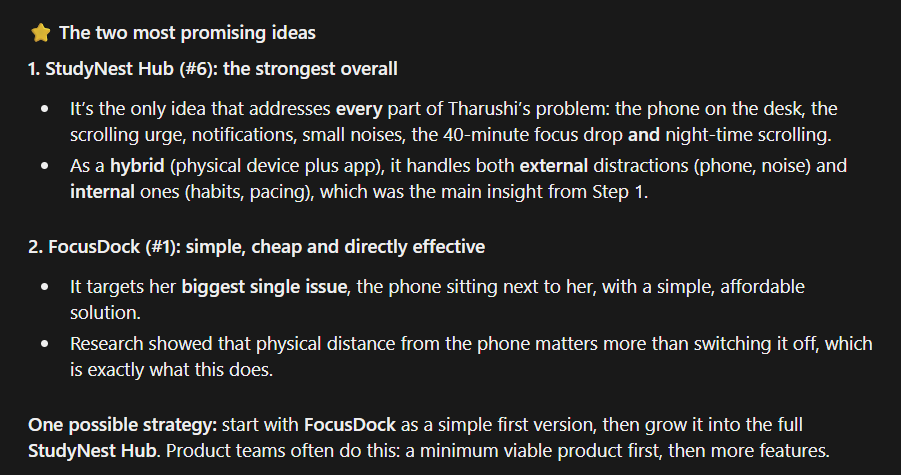 ⭐ The two most promising ideas
1. StudyNest Hub (#6): the strongest overall
• It’s the only idea that addresses every part of Tharushi’s problem: the phone on the desk, the
scrolling urge, notifications, small noises, the 40-minute focus drop and night-time scrolling.
• As a hybrid (physical device plus app), it handles both external distractions (phone, noise) and
internal ones (habits, pacing), which was the main insight from Step 1.
2. FocusDock (#1): simple, cheap and directly effective
• It targets her biggest single issue, the phone sitting next to her, with a simple, affordable
solution.
• Research showed that physical distance from the phone matters more than switching it off, which
is exactly what this does.
One possible strategy: start with FocusDock as a simple first version, then grow it into the full
StudyNest Hub. Product teams often do this: a minimum viable product first, then more features.